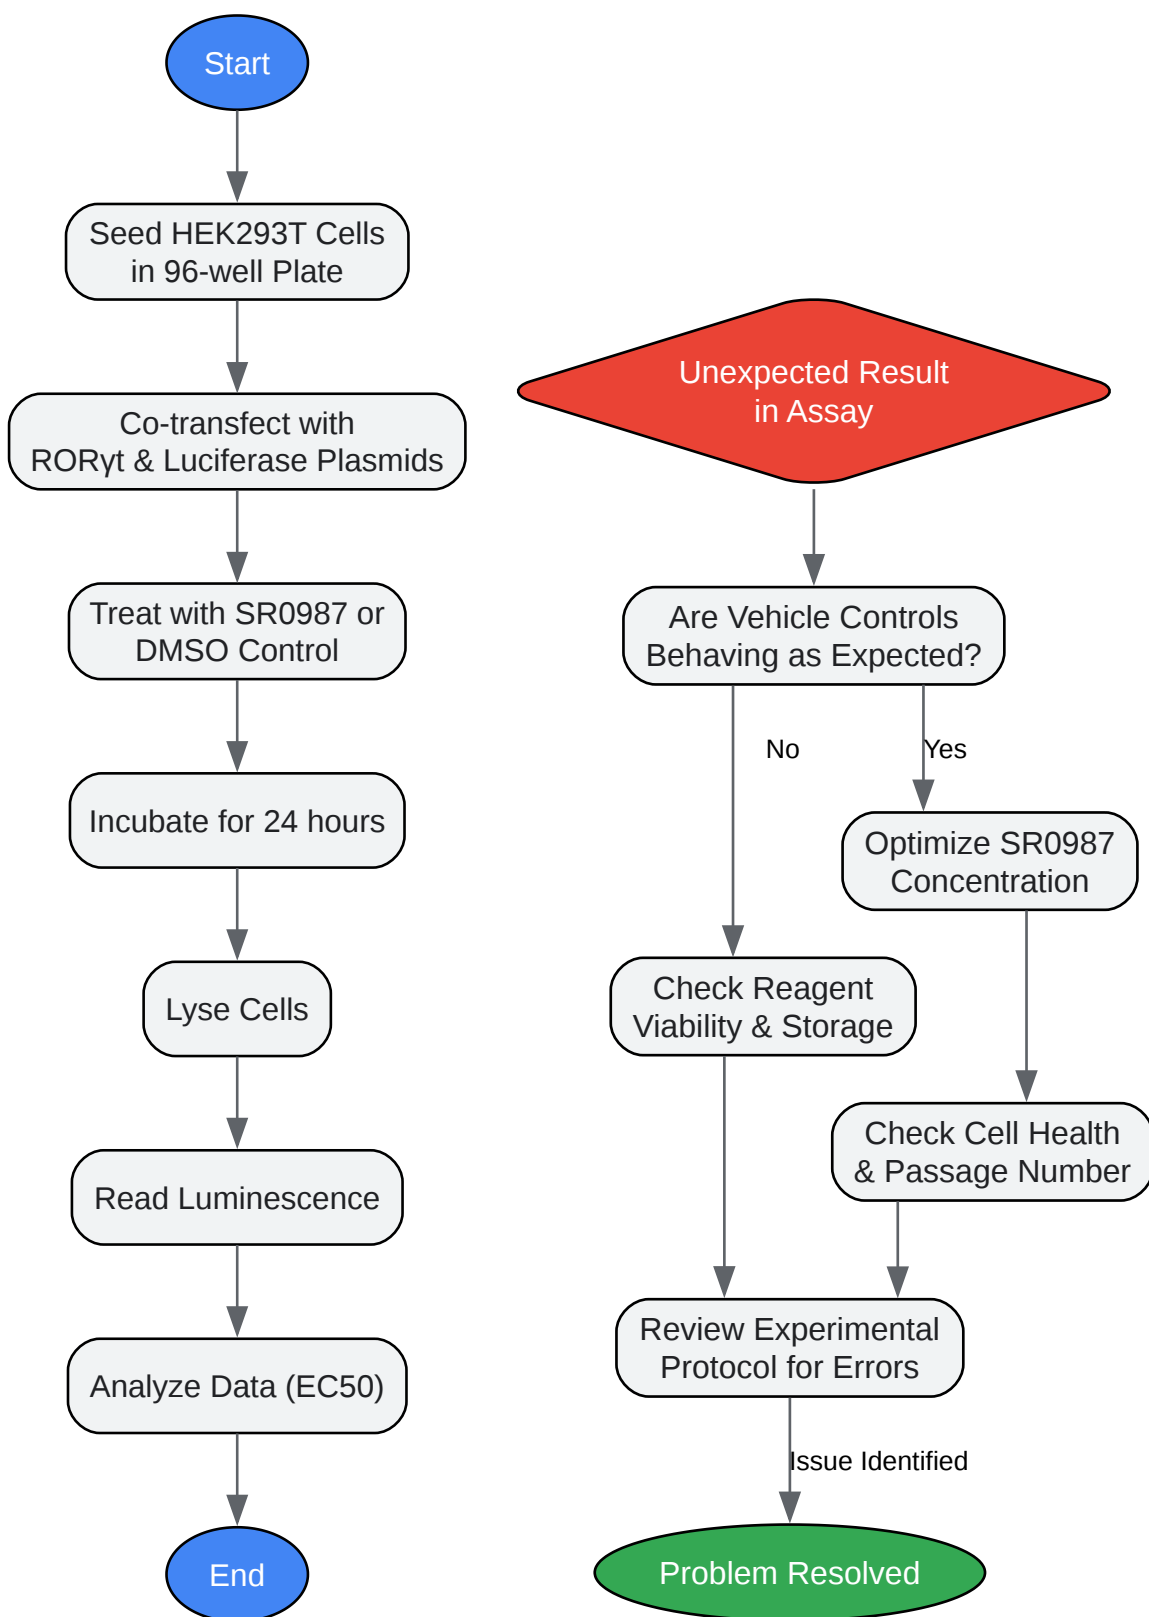 Start
Seed HEK293T Cells
in 96-well Plate
Co-transfect with
RORγt & Luciferase Plasmids
Treat with SR0987 or
DMSO Control
Incubate for 24 hours
Lyse Cells
Read Luminescence
Analyze Data (EC50)
End
Unexpected Result
in Assay
Are Vehicle Controls
Behaving as Expected?
No
Yes
Optimize SR0987
Concentration
Check Reagent
Viability & Storage
Check Cell Health
& Passage Number
Review Experimental
Protocol for Errors
Issue Identified
Problem Resolved